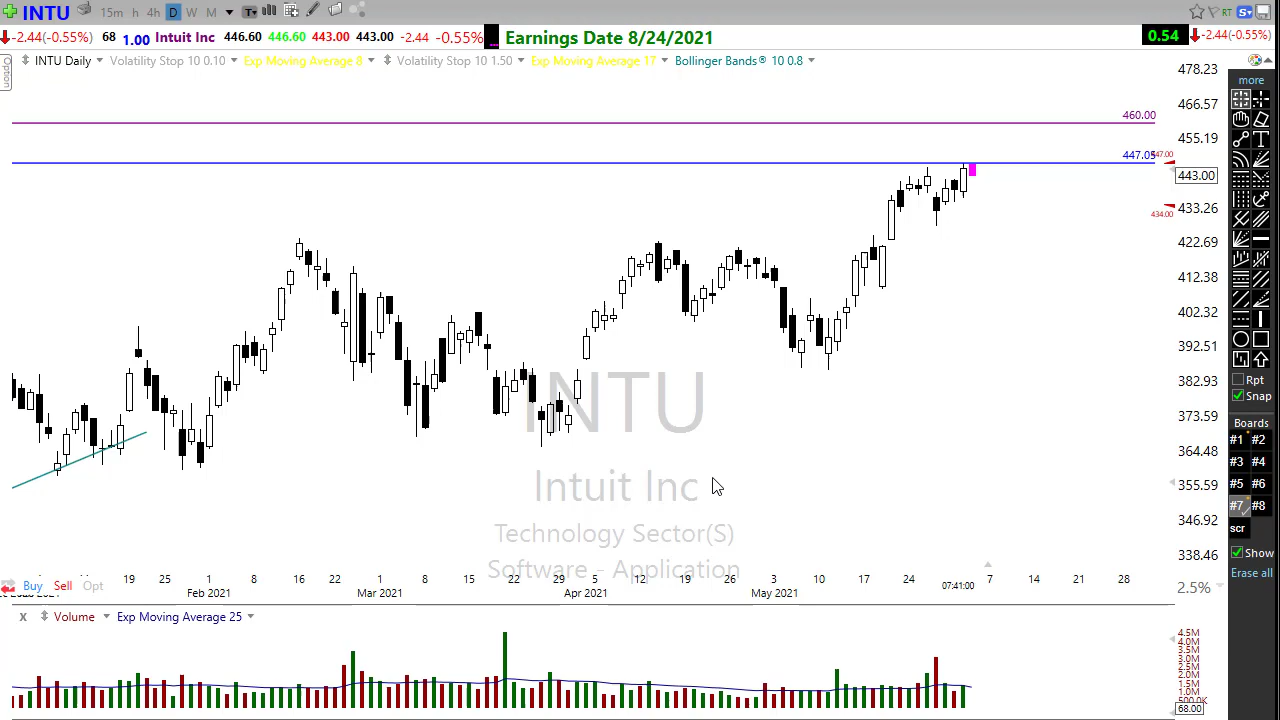 INTU 15m h 4h D W M T RT S
-2.44(-0.55%) 68 1.00 Intuit Inc 446.60 446.60 443.00 443.00 -2.44 -0.55% Earnings Date 8/24/2021 0.54 -2.44(-0.55%)
Option
INTU Daily Volatility Stop 10 0.10 Exp Moving Average 8 Volatility Stop 10 1.50 Exp Moving Average 17 Bollinger Bands® 10 0.8
478.23
more
466.57
460.00
455.19
447.05
447.00
443.00
434.00
433.26
422.69
412.38
402.32
392.51
382.93
373.59
364.48
355.59
346.92
338.46
INTU
Intuit Inc
Technology Sector(S)
Software - Application
Rpt
Snap
Boards
#1 #2
#3 #4
#5 #6
#7 #8
scr
Show
Erase all
19 25 1 8 16 22 1 8 15 22 29 5 12 19 26 10 17 24 07:41:00 7 14 21 28
Buy Sell Opt 2.5%
Feb 2021 Mar 2021 Apr 2021 May 2021
X Volume Exp Moving Average 25
4.5M
4.0M
3.5M
3.0M
2.5M
2.0M
1.5M
1.0M
500.0K
68.00